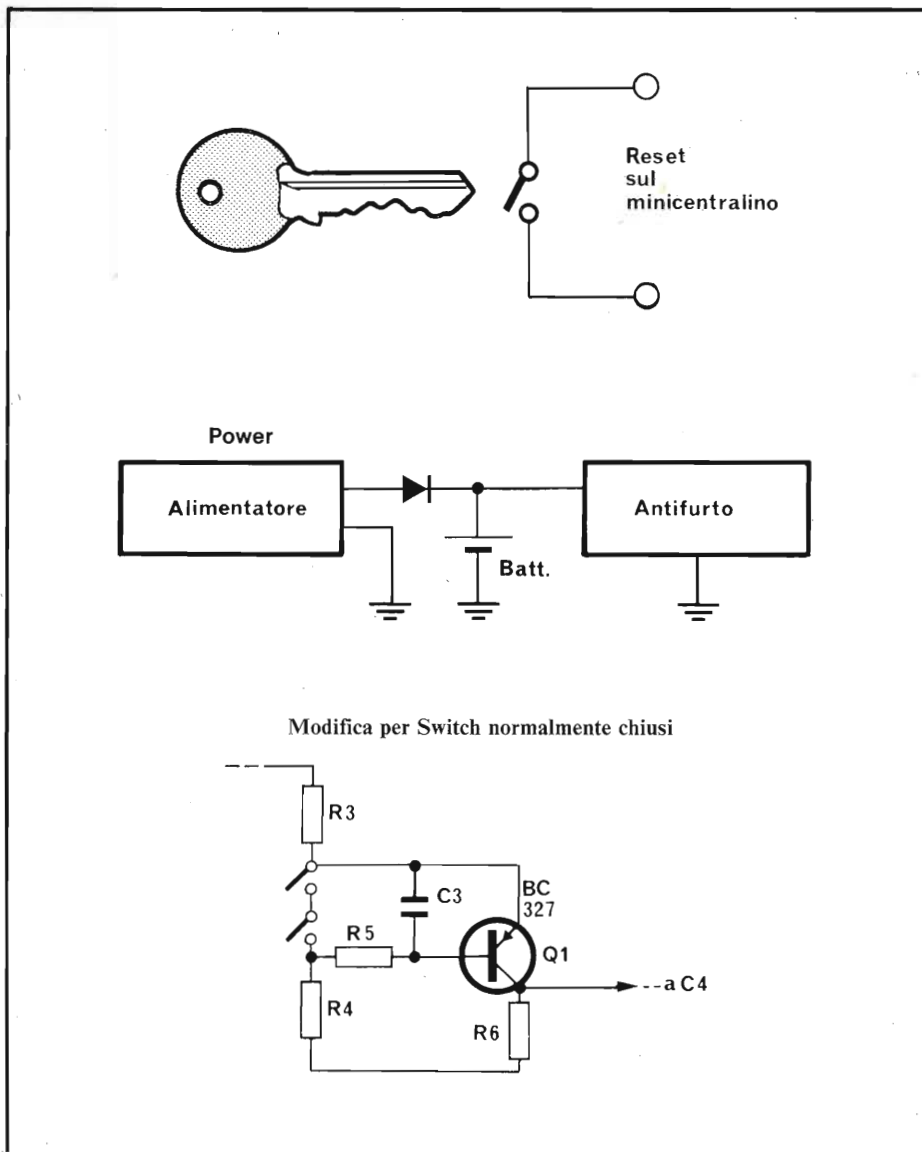 Reset
sul
minicentralino
Power
Alimentatore
Antifurto
Batt.
Modifica per Switch normalmente chiusi
R3
C3
BC
327
R5
Q1
--a C4
R4
R6